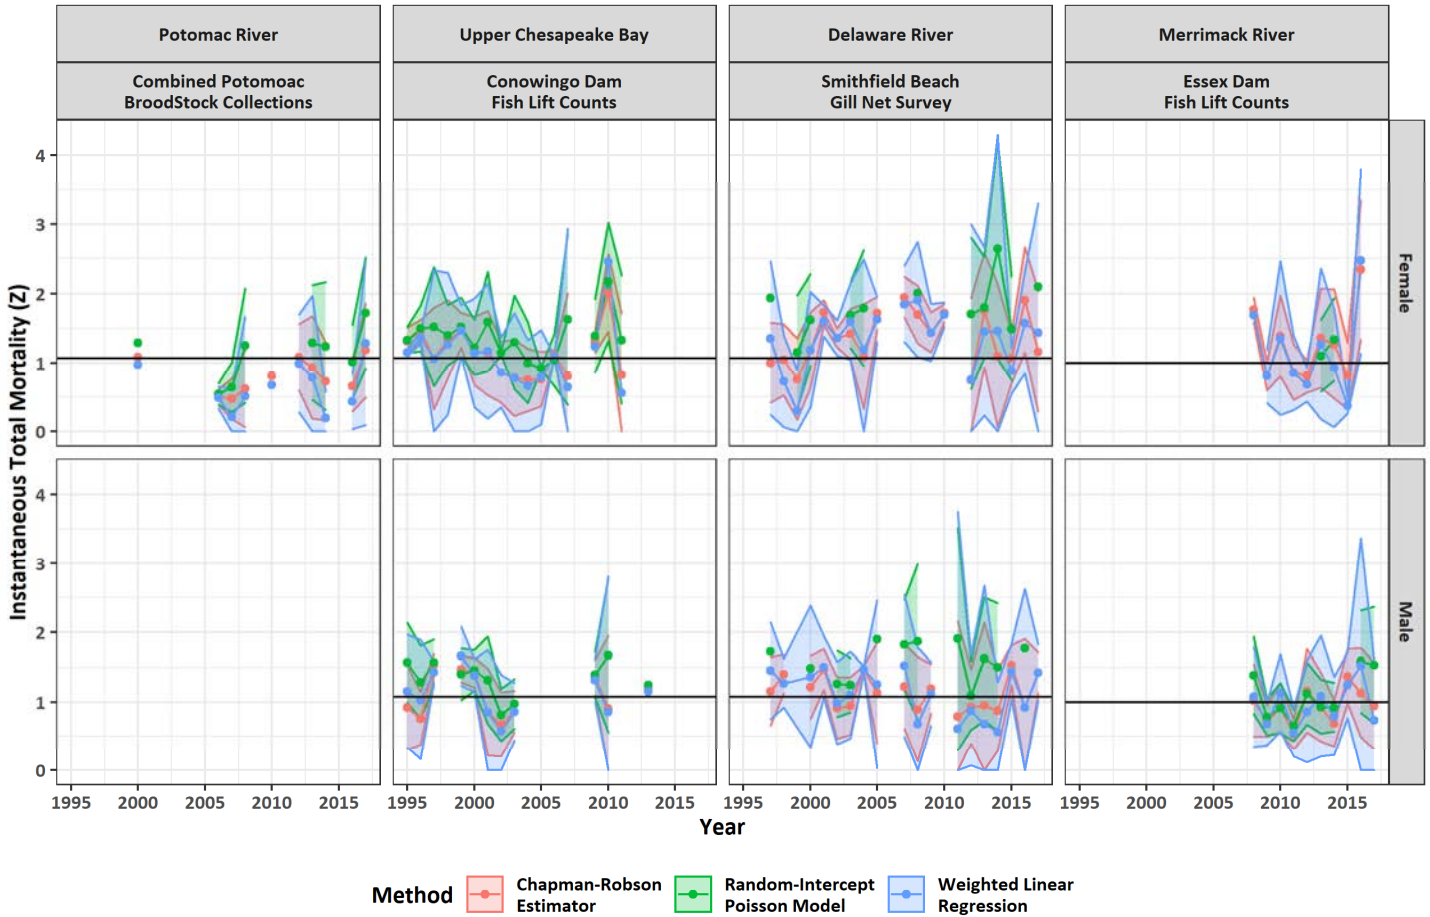 Potomac River
Upper Chesapeake Bay
Delaware River
Merrimack River
Combined Potomoac
BroodStock Collections
Conowingo Dam
Fish Lift Counts
Smithfield Beach
Gill Net Survey
Essex Dam
Fish Lift Counts
Instantaneous Total Mortality (Z)
4
3
2
1
0
Female
4
3
2
1
0
Male
1995 2000 2005 2010 2015
1995 2000 2005 2010 2015
1995 2000 2005 2010 2015
1995 2000 2005 2010 2015
Year
Method
Chapman-Robson
Estimator
Random-Intercept
Poisson Model
Weighted Linear
Regression